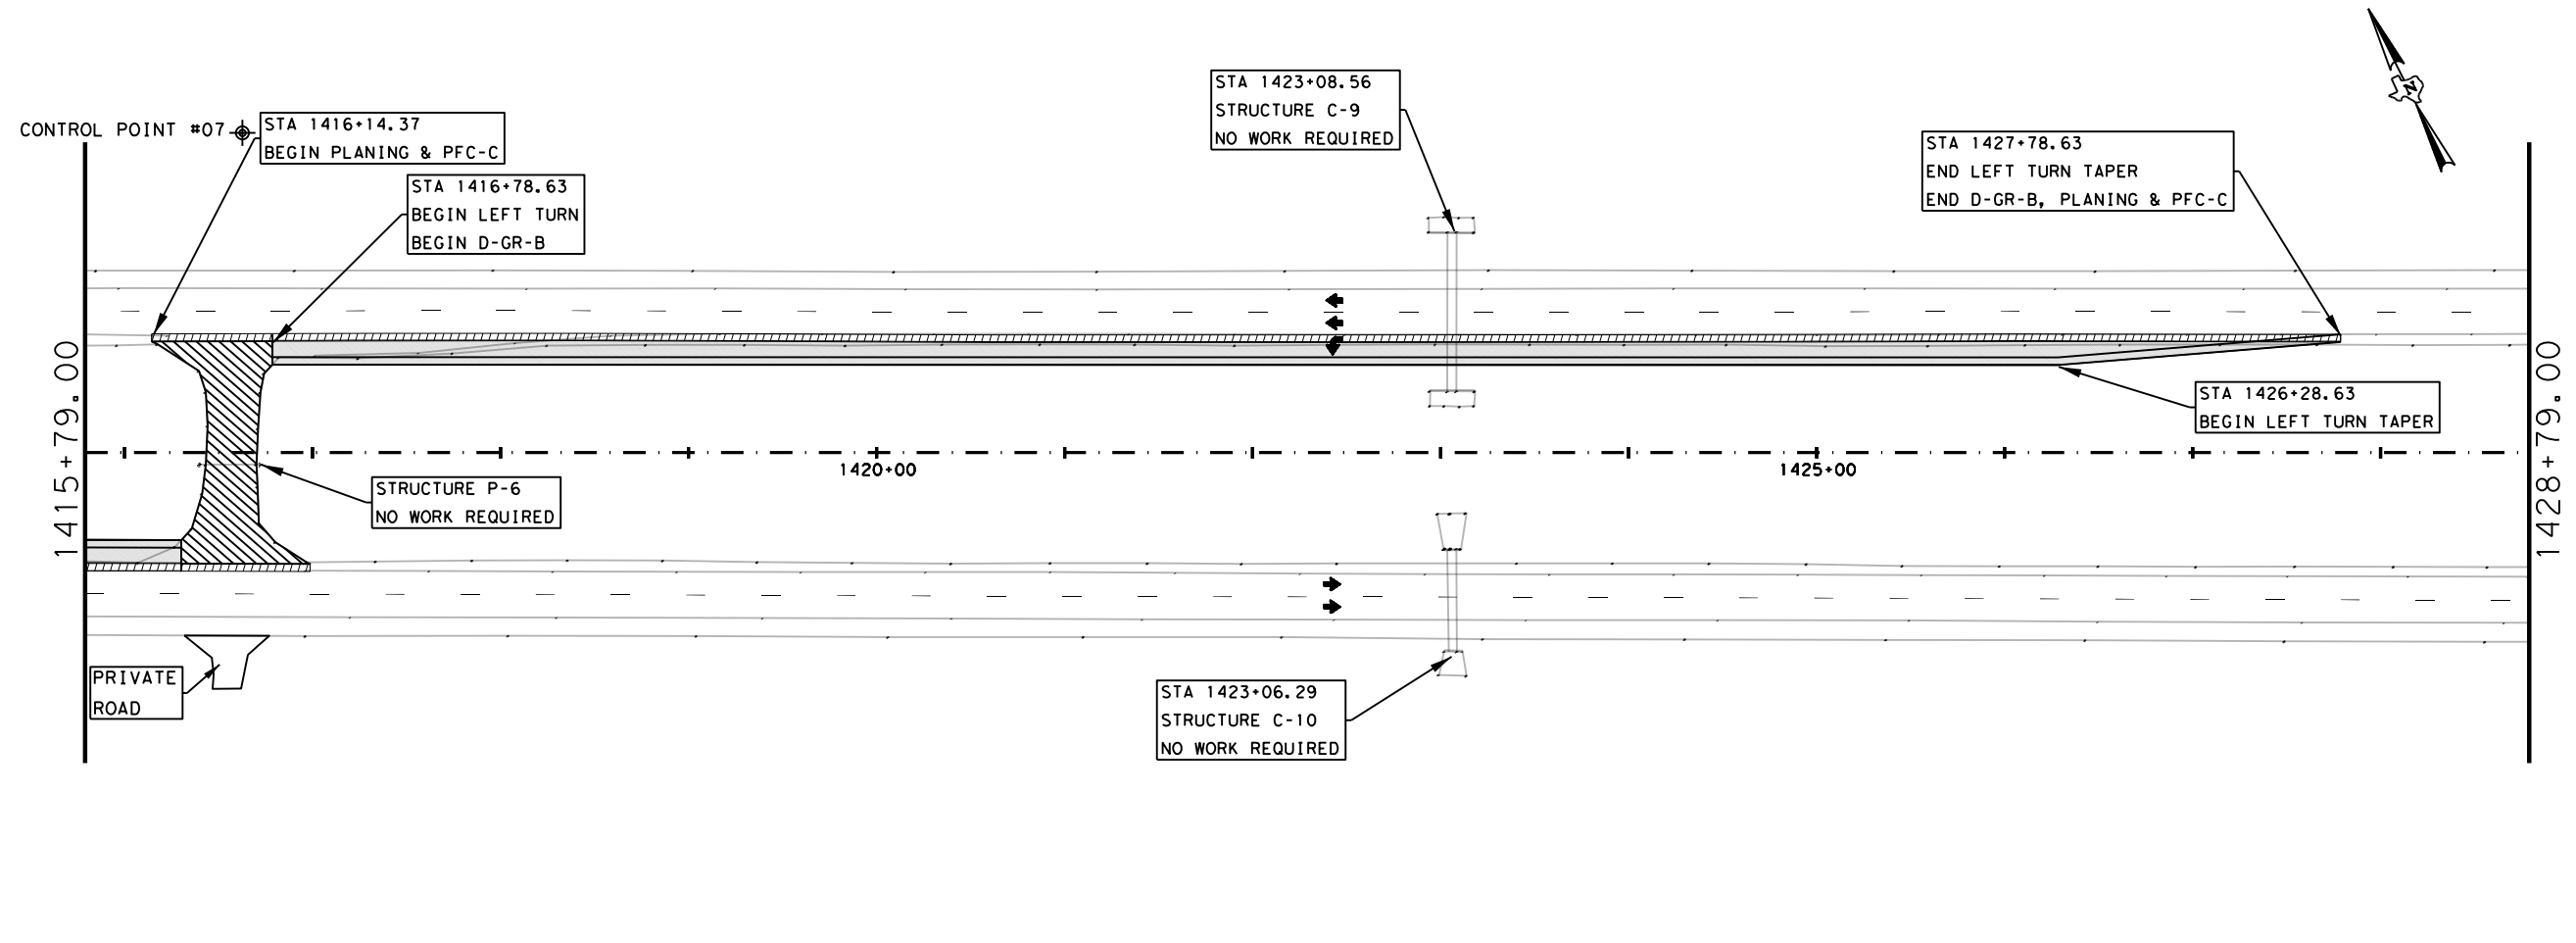 CONTROL POINT #07
STA 1416+14.37
BEGIN PLANING & PFC-C
STA 1416+78.63
BEGIN LEFT TURN
BEGIN D-GR-B
STA 1423+08.56
STRUCTURE C-9
NO WORK REQUIRED
STA 1427+78.63
END LEFT TURN TAPER
END D-GR-B, PLANING & PFC-C
N
STA 1426+28.63
BEGIN LEFT TURN TAPER
1415+79.00
1420+00
1425+00
1428+79.00
STRUCTURE P-6
NO WORK REQUIRED
PRIVATE
ROAD
STA 1423+06.29
STRUCTURE C-10
NO WORK REQUIRED